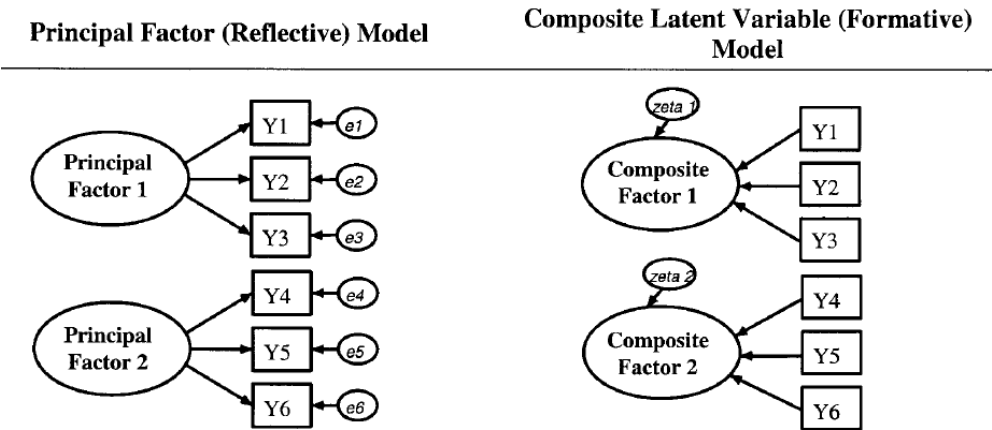 Principal Factor (Reflective) Model
Composite Latent Variable (Formative)
Model
Principal
Factor 1
Y1
e1
Y2
e2
Y3
e3
Principal
Factor 2
Y4
e4
Y5
e5
Y6
e6
zeta 1
Composite
Factor 1
Y1
Y2
Y3
zeta 2
Composite
Factor 2
Y4
Y5
Y6